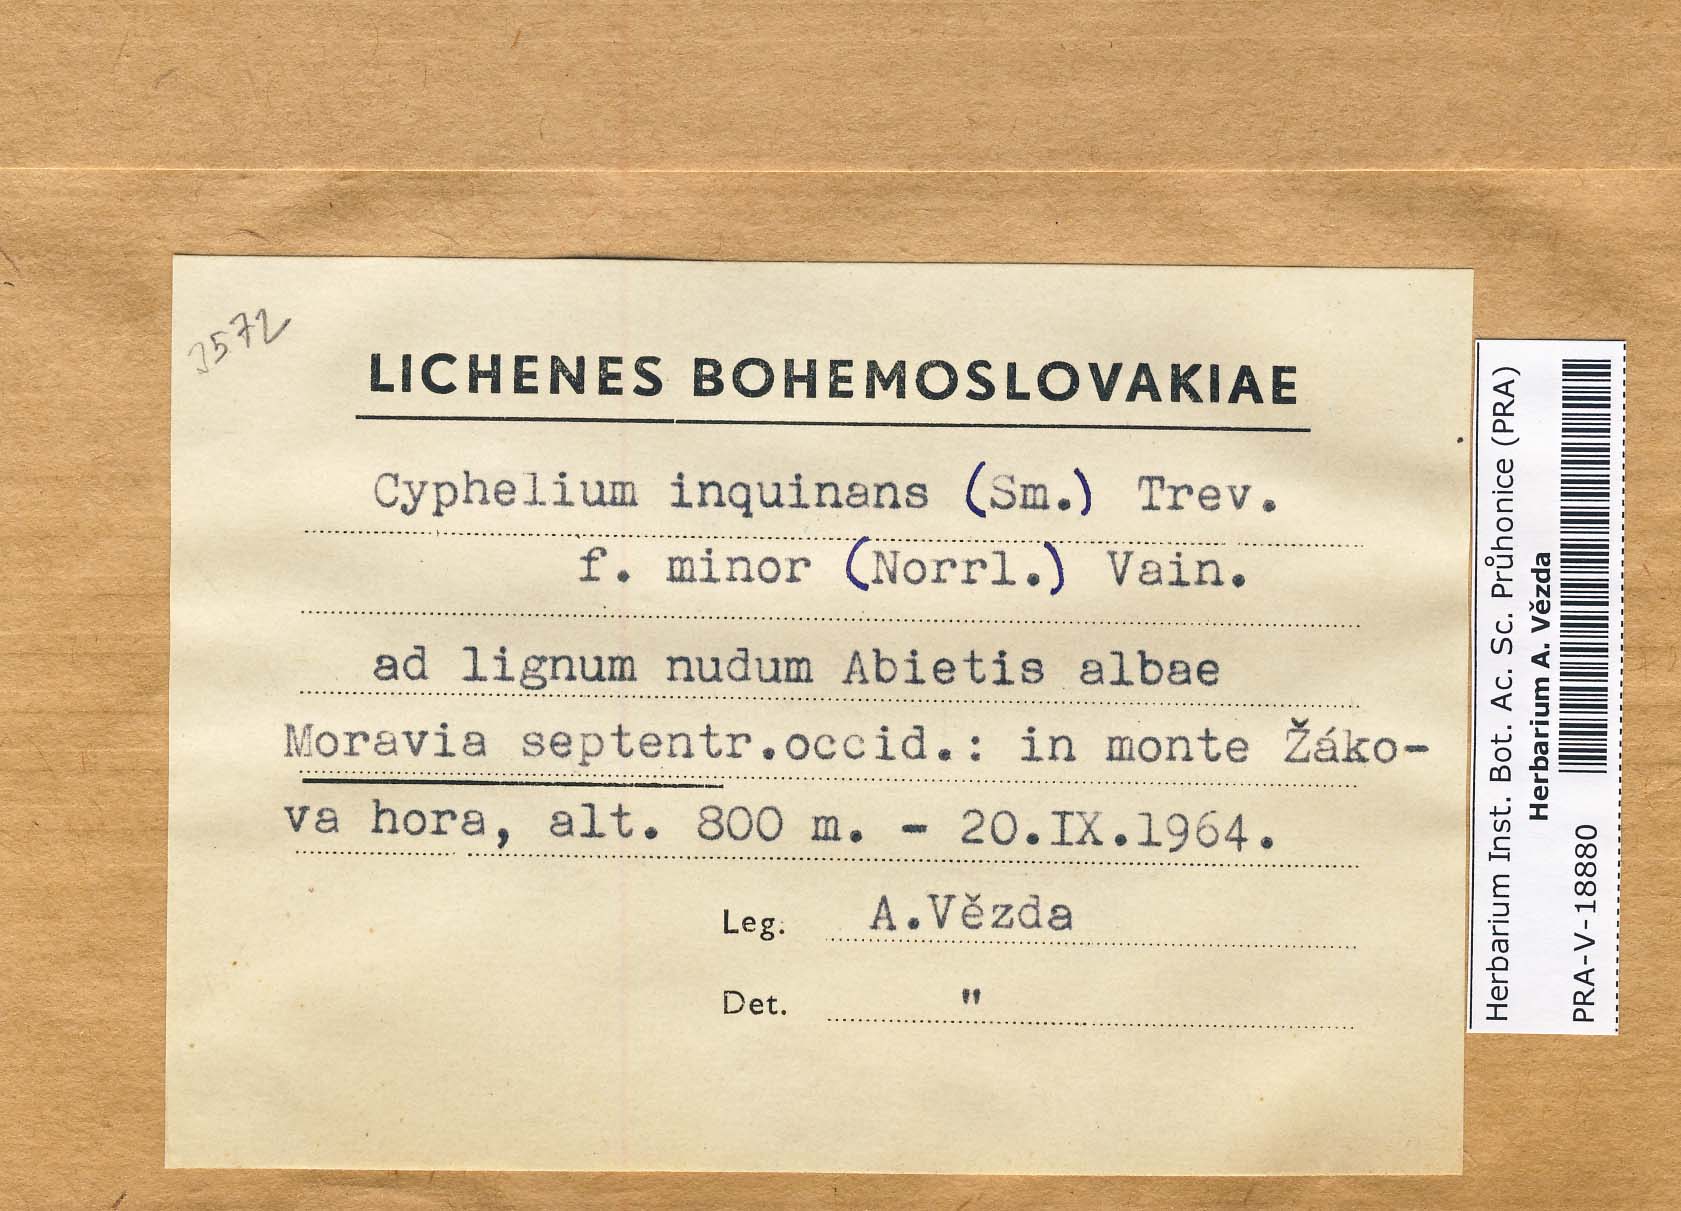 3572
LICHENES BOHEMOSLOVAKIAE
Cyphelium inquinans (Sm.) Trev.
f. minor (Norrl.) Vain.
ad lignum nudum Abietis albae
Moravia septentr.occid.: in monte Žáko-
va hora, alt. 800 m. - 20.IX.1964.
Leg. A.Vězda
Det. "
Herbarium Inst. Bot. Ac. Sc. Průhonice (PRA)
Herbarium A. Vězda
PRA-V-18880